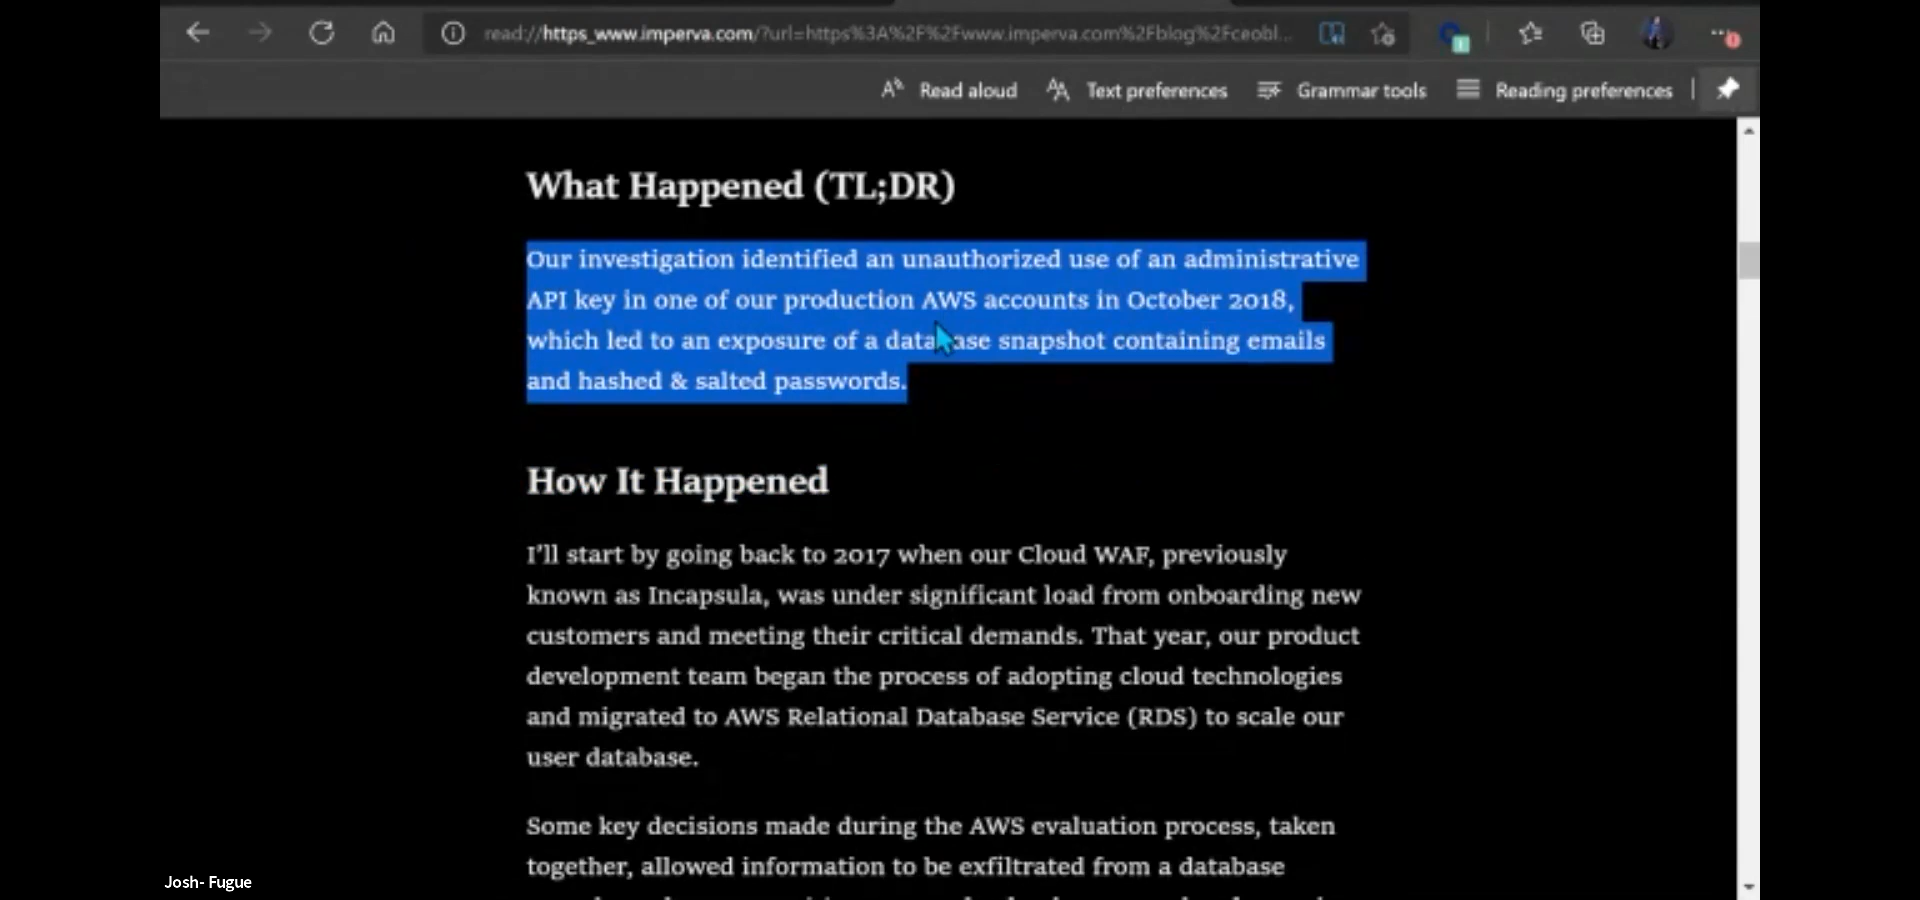 read://https_www.imperva.com/?url=https%3A%2F%2Fwww.imperva.com%2Fblog%2Fceobl...
Read aloud Text preferences Grammar tools Reading preferences
What Happened (TL;DR)
Our investigation identified an unauthorized use of an administrative
API key in one of our production AWS accounts in October 2018,
which led to an exposure of a database snapshot containing emails
and hashed & salted passwords.
How It Happened
I'll start by going back to 2017 when our Cloud WAF, previously
known as Incapsula, was under significant load from onboarding new
customers and meeting their critical demands. That year, our product
development team began the process of adopting cloud technologies
and migrated to AWS Relational Database Service (RDS) to scale our
user database.
Some key decisions made during the AWS evaluation process, taken
together, allowed information to be exfiltrated from a database
Josh- Fugue